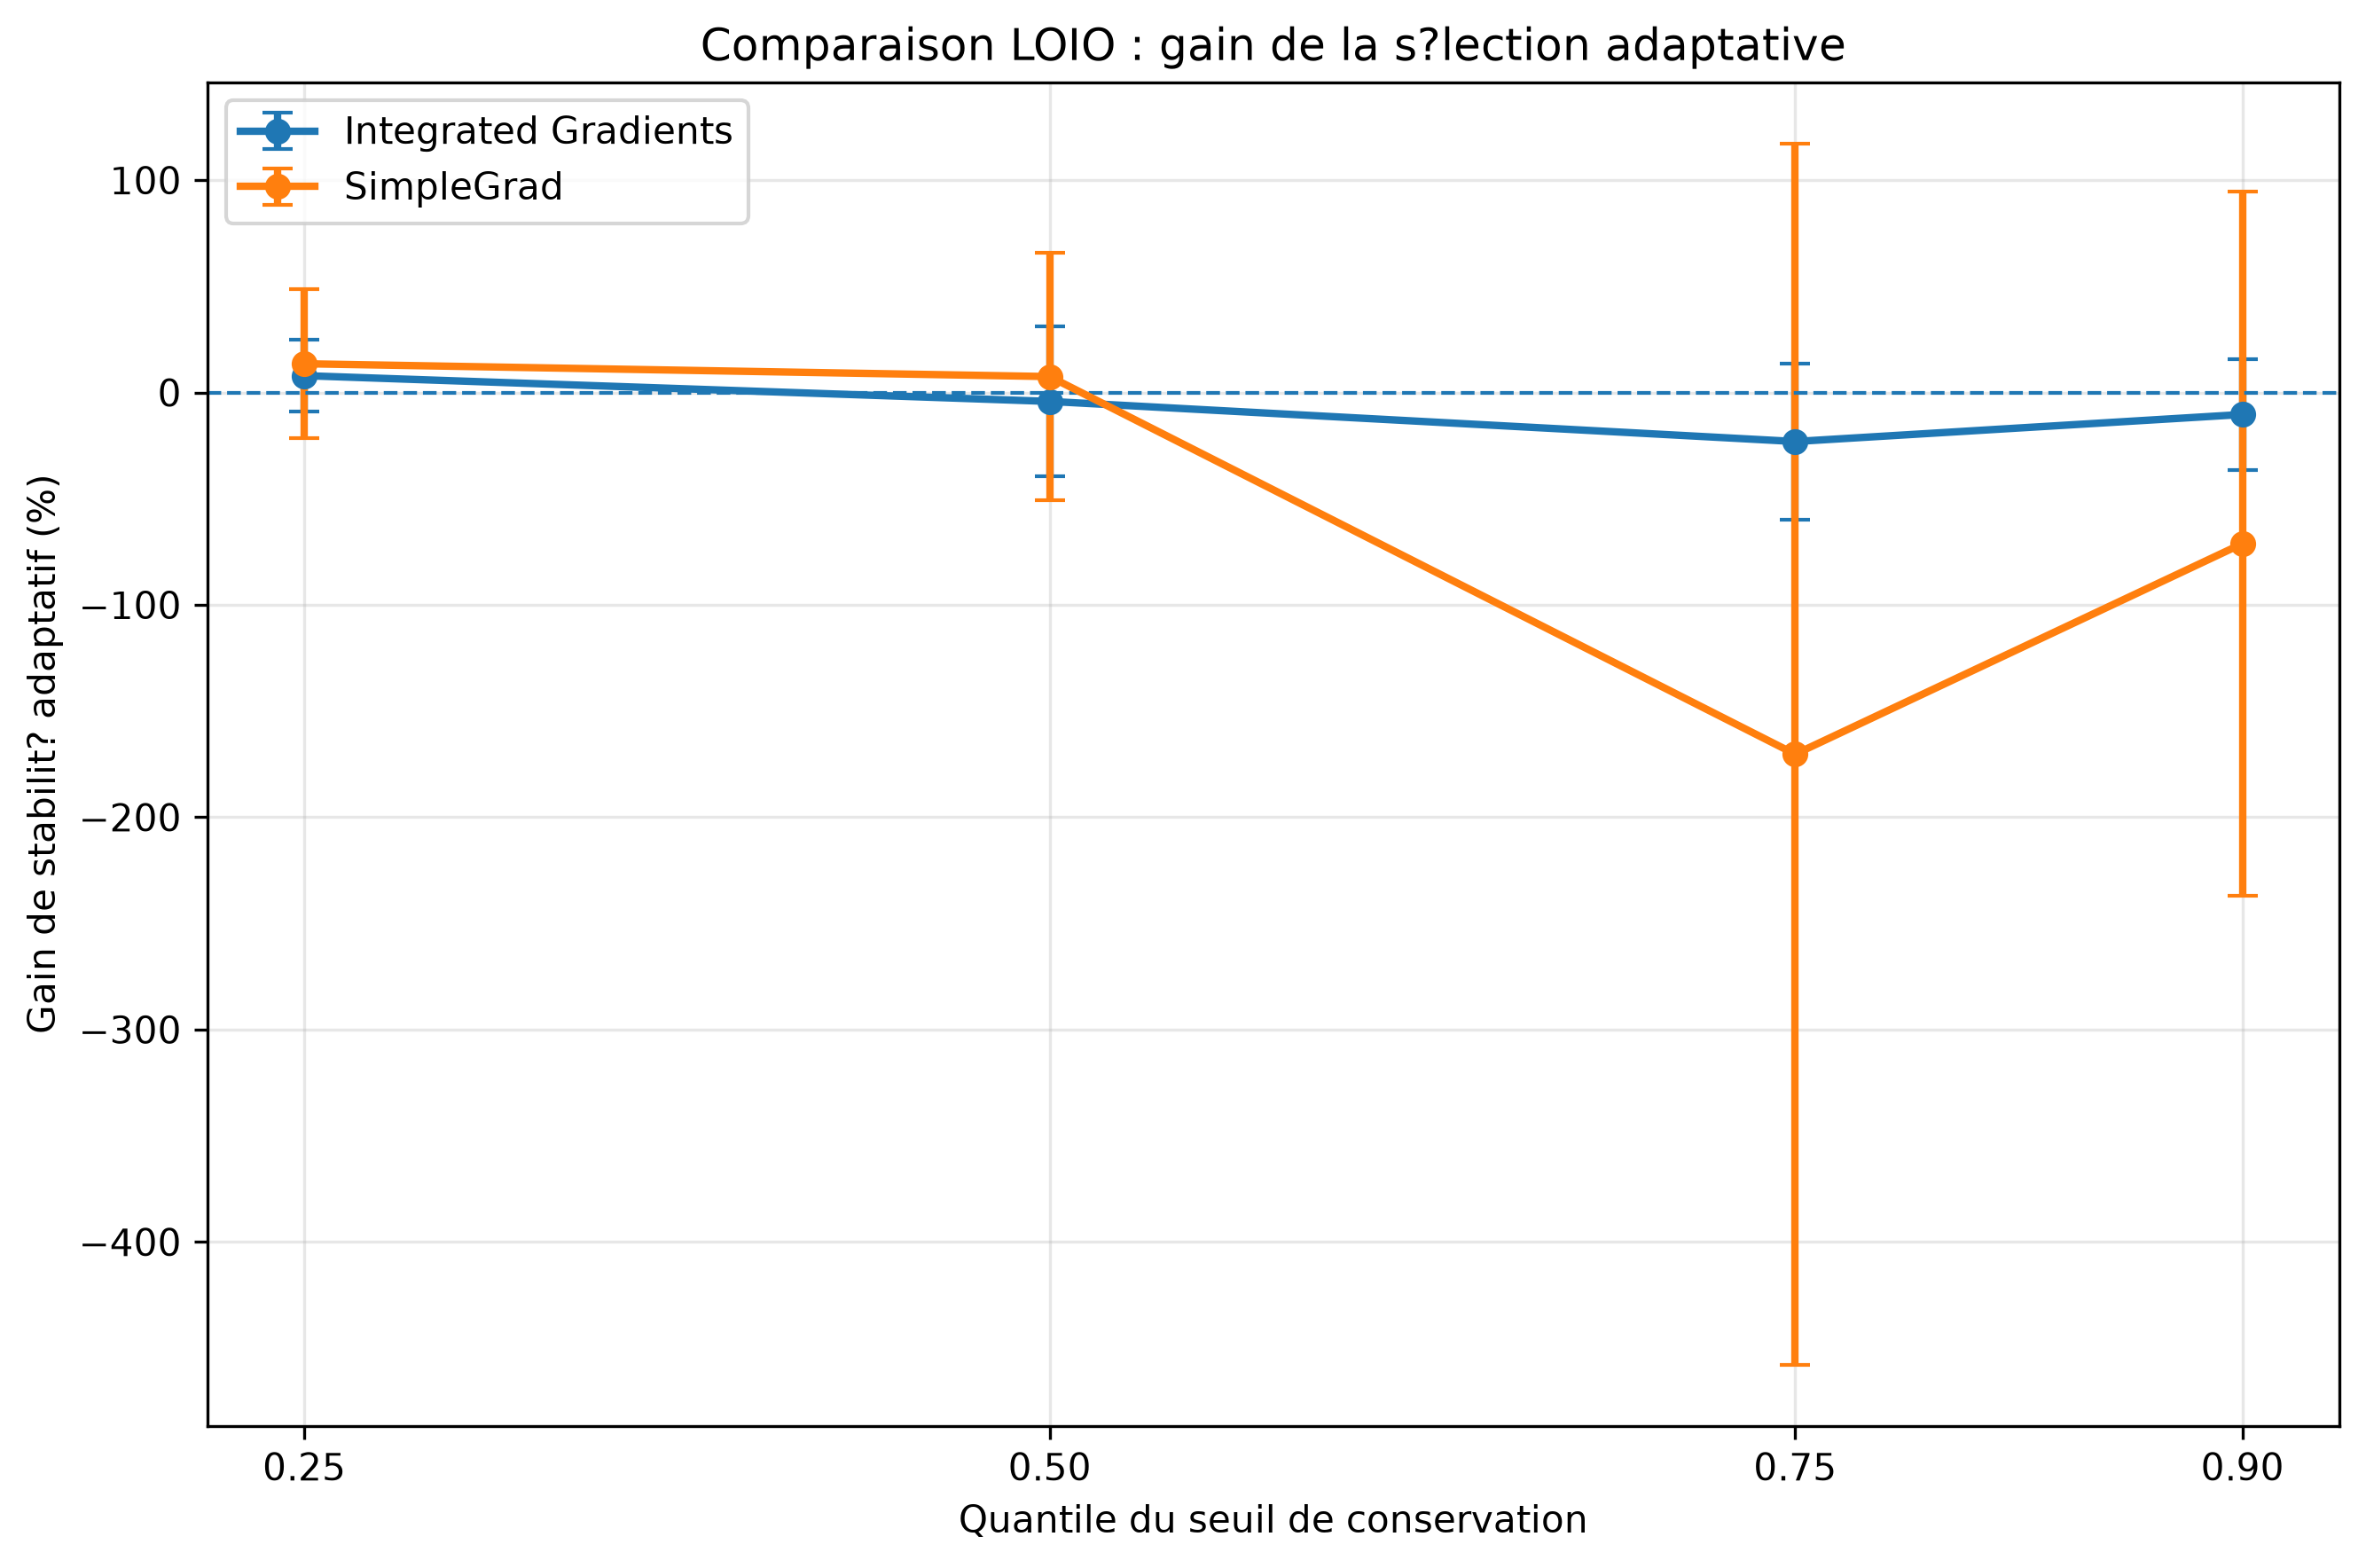 Comparaison LOIO : gain de la s?lection adaptative
Integrated Gradients
SimpleGrad
Gain de stabilit? adaptatif (%)
100
0
−100
−200
−300
−400
0.25 0.50 0.75 0.90
Quantile du seuil de conservation